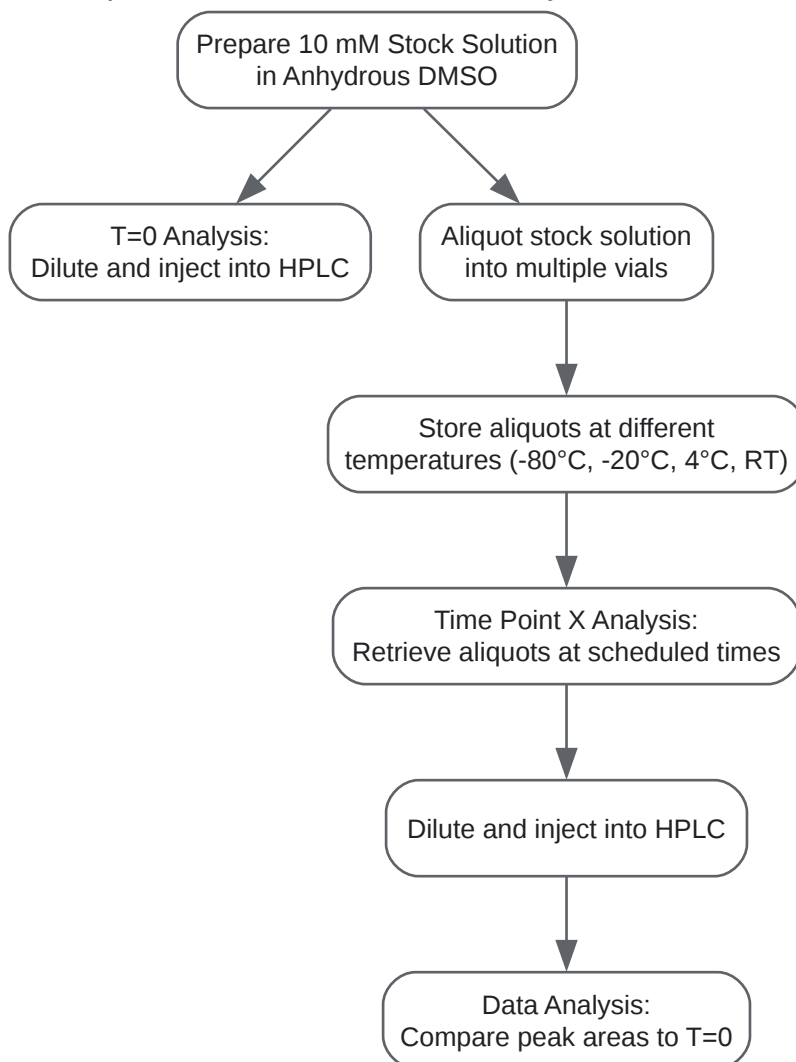 Prepare 10 mM Stock Solution
in Anhydrous DMSO
T=0 Analysis:
Dilute and inject into HPLC
Aliquot stock solution
into multiple vials
Store aliquots at different
temperatures (-80°C, -20°C, 4°C, RT)
Time Point X Analysis:
Retrieve aliquots at scheduled times
Dilute and inject into HPLC
Data Analysis:
Compare peak areas to T=0